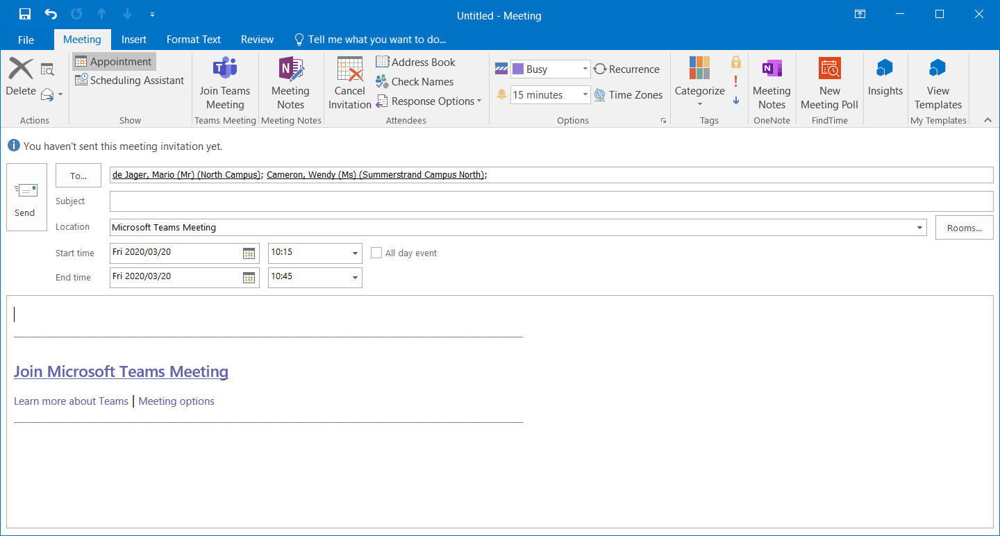 Untitled - Meeting
File Meeting Insert Format Text Review Tell me what you want to do...
Delete
Actions
Appointment
Scheduling Assistant
Show
Join Teams
Meeting
Teams Meeting
Meeting
Notes
Meeting Notes
Cancel
Invitation
Address Book
Check Names
Response Options
Attendees
Busy
15 minutes
Recurrence
Time Zones
Options
Categorize
Tags
Meeting
Notes
OneNote
New
Meeting Poll
FindTime
Insights
View
Templates
My Templates
You haven't sent this meeting invitation yet.
Send
To... de Jager, Mario (Mr) (North Campus); Cameron, Wendy (Ms) (Summerstrand Campus North);
Subject
Location Microsoft Teams Meeting Rooms...
Start time Fri 2020/03/20 10:15 All day event
End time Fri 2020/03/20 10:45
Join Microsoft Teams Meeting
Learn more about Teams | Meeting options